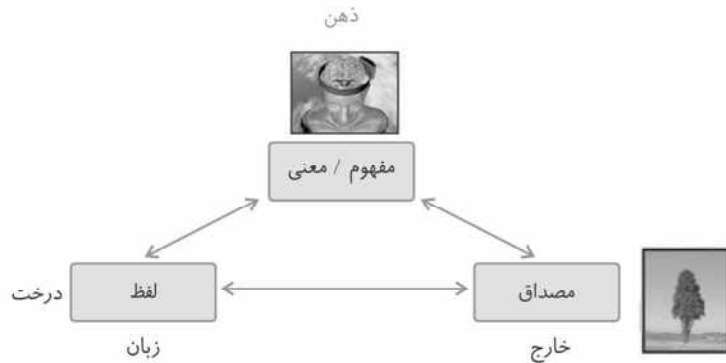 ذهن
مفهوم / معنی
مصداق
لفظ
درخت
خارج
زبان